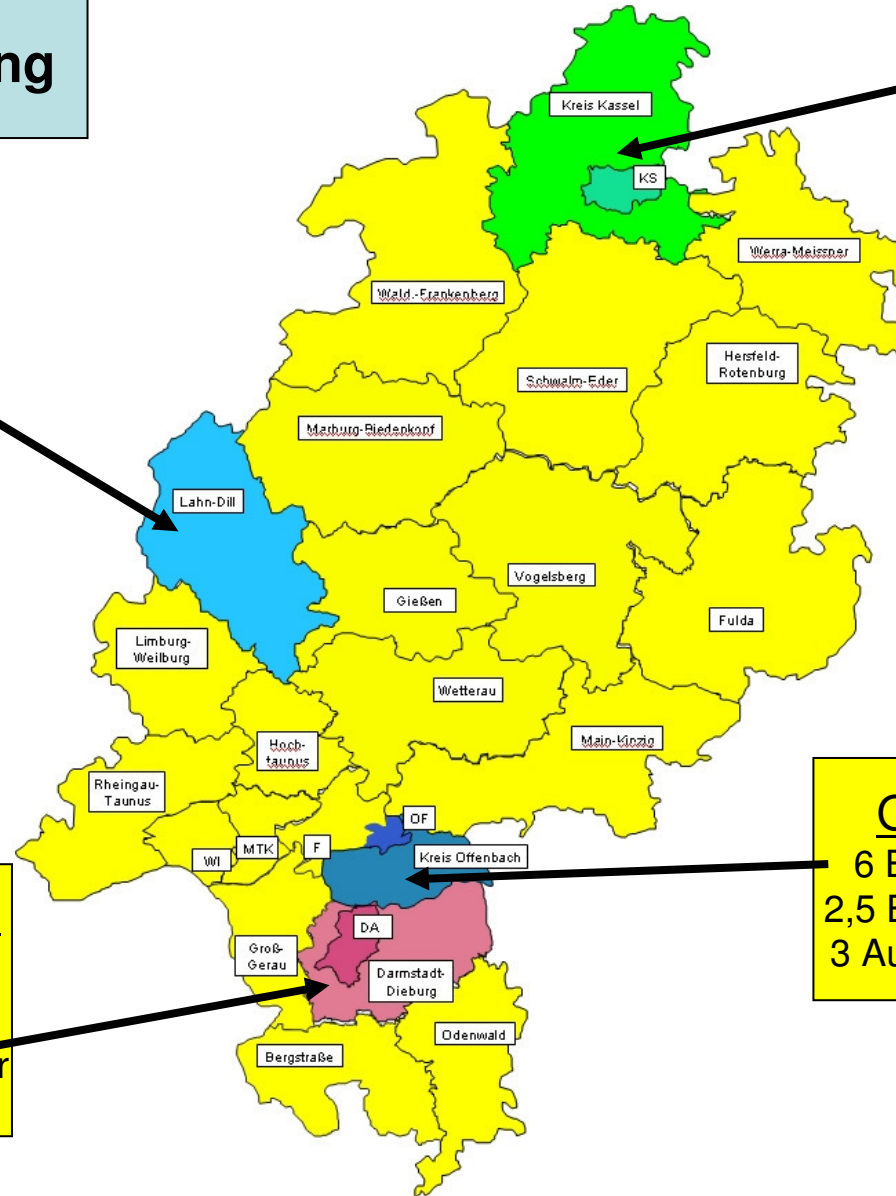 ng
Kreis Kassel
KS
Werra-Meissner
Wald.-Frankenberg
Hersfeld-
Rotenburg
Schwalm-Eder
Marburg-Biedenkopf
Lahn-Dill
Vogelsberg
Gießen
Fulda
Limburg-
Weilburg
Wetterau
Main-Kinzig
Hoch-
taunus
Rheingau-
Taunus
OF
MTK
F
WI
Kreis Offenbach
6
2,5
3 Au
DA
Groß-
Gerau
Darmstadt-
Dieburg
Odenwald
Bergstraße
r